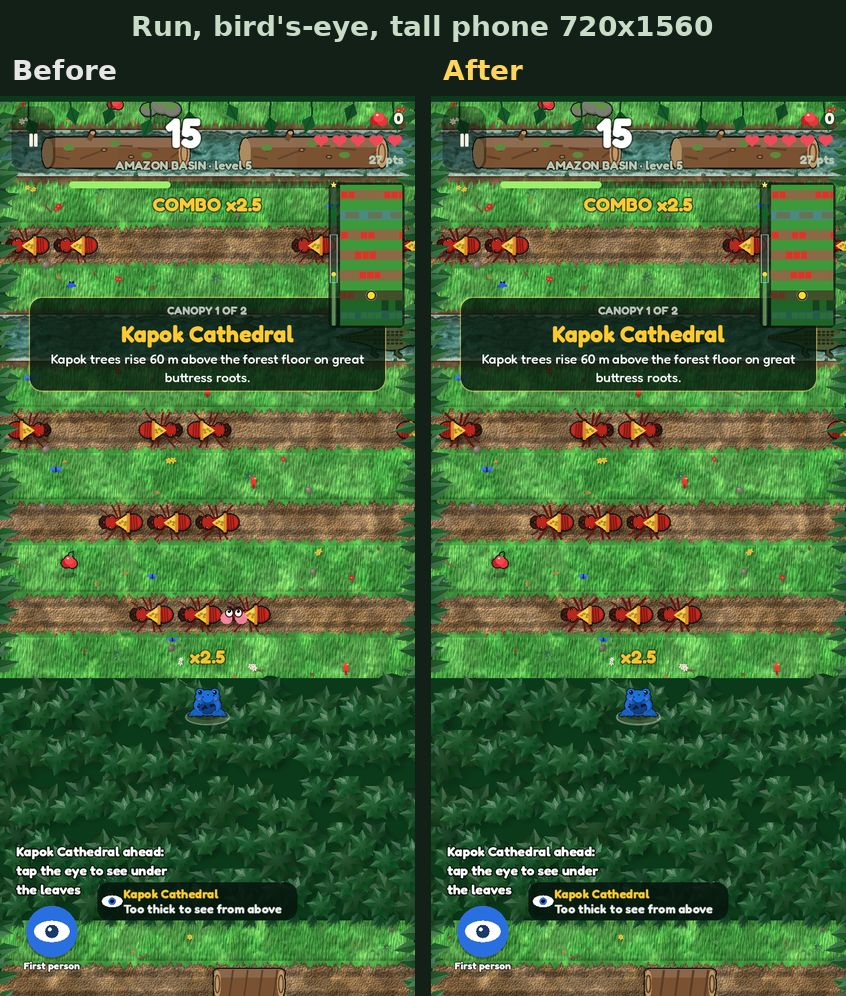 Run, bird's-eye, tall phone 720x1560
Before
After
15
0
27 pts
AMAZON BASIN · level 5
COMBO x2.5
CANOPY 1 OF 2
Kapok Cathedral
Kapok trees rise 60 m above the forest floor on great
buttress roots.
x2.5
Kapok Cathedral ahead:
tap the eye to see under
the leaves
Kapok Cathedral
Too thick to see from above
First person
15
0
27 pts
AMAZON BASIN · level 5
COMBO x2.5
CANOPY 1 OF 2
Kapok Cathedral
Kapok trees rise 60 m above the forest floor on great
buttress roots.
x2.5
Kapok Cathedral ahead:
tap the eye to see under
the leaves
Kapok Cathedral
Too thick to see from above
First person